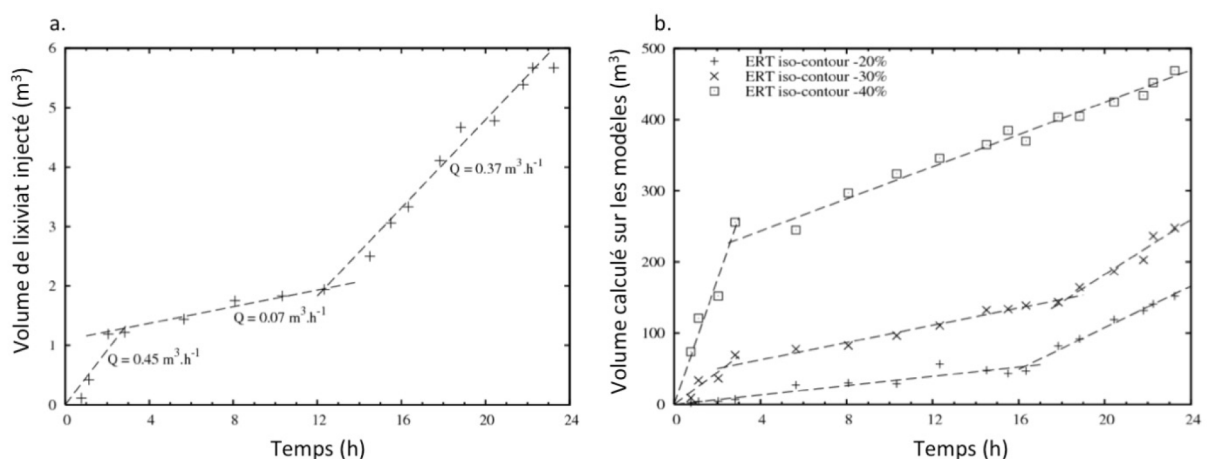 a.
Volume de lixiviat injecté (m³)
6
5
4
3
2
1
0
0 4 8 12 16 20 24
Temps (h)
Q = 0.37 m³.h⁻¹
Q = 0.07 m³.h⁻¹
Q = 0.45 m³.h⁻¹
b.
Volume calculé sur les modèles (m³)
500
400
300
200
100
0
0 4 8 12 16 20 24
Temps (h)
ERT iso-contour -20%
ERT iso-contour -30%
ERT iso-contour -40%